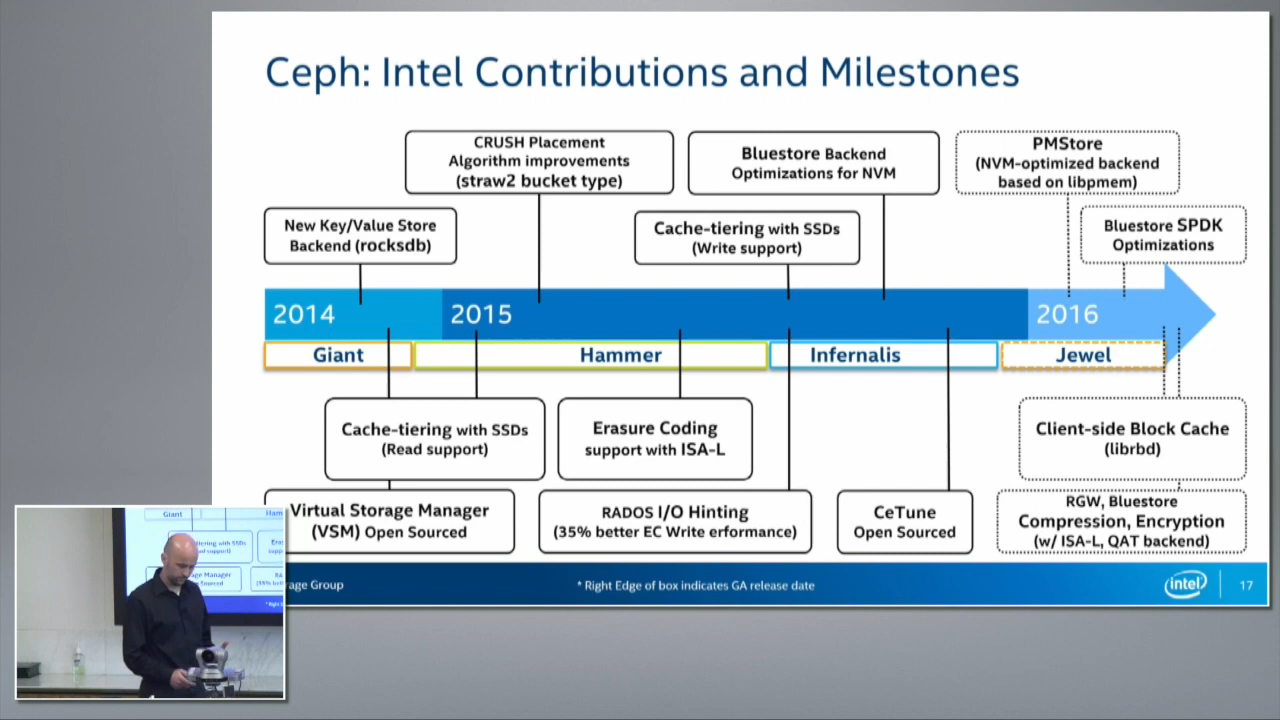 Ceph: Intel Contributions and Milestones
CRUSH Placement
Algorithm improvements
(straw2 bucket type)
Bluestore Backend
Optimizations for NVM
PMStore
(NVM-optimized backend
based on libpmem)
New Key/Value Store
Backend (rocksdb)
Cache-tiering with SSDs
(Write support)
Bluestore SPDK
Optimizations
2014
2015
2016
Giant
Hammer
Infernalis
Jewel
Cache-tiering with SSDs
(Read support)
Erasure Coding
support with ISA-L
Client-side Block Cache
(librbd)
Virtual Storage Manager
(VSM) Open Sourced
RADOS I/O Hinting
(35% better EC Write erformance)
CeTune
Open Sourced
RGW, Bluestore
Compression, Encryption
(w/ ISA-L, QAT backend)
Group
* Right Edge of box indicates GA release date
intel
17
Giant